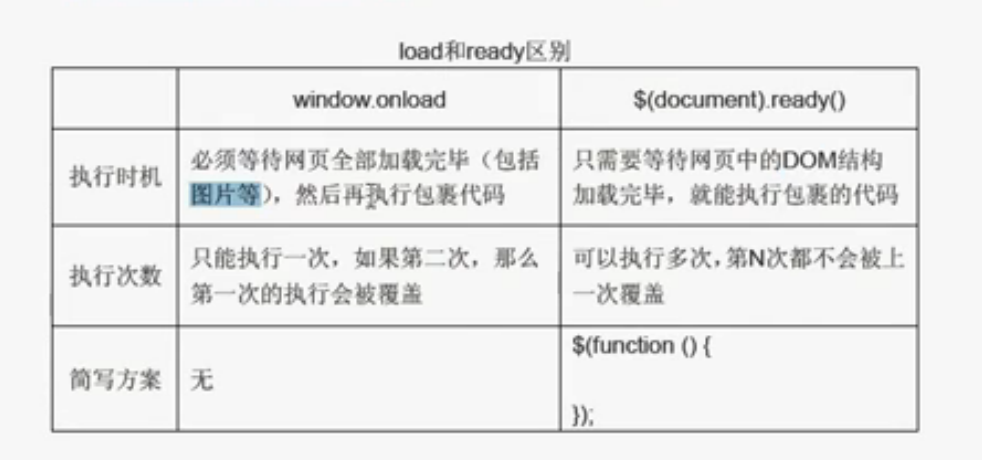 load和ready区别
window.onload
$(document).ready()
执行时机
必须等待网页全部加载完毕（包括
图片等），然后再执行包裹代码
只需要等待网页中的DOM结构
加载完毕，就能执行包裹的代码
执行次数
只能执行一次，如果第二次，那么
第一次的执行会被覆盖
可以执行多次，第N次都不会被上
一次覆盖
简写方案
无
$(function () {
});